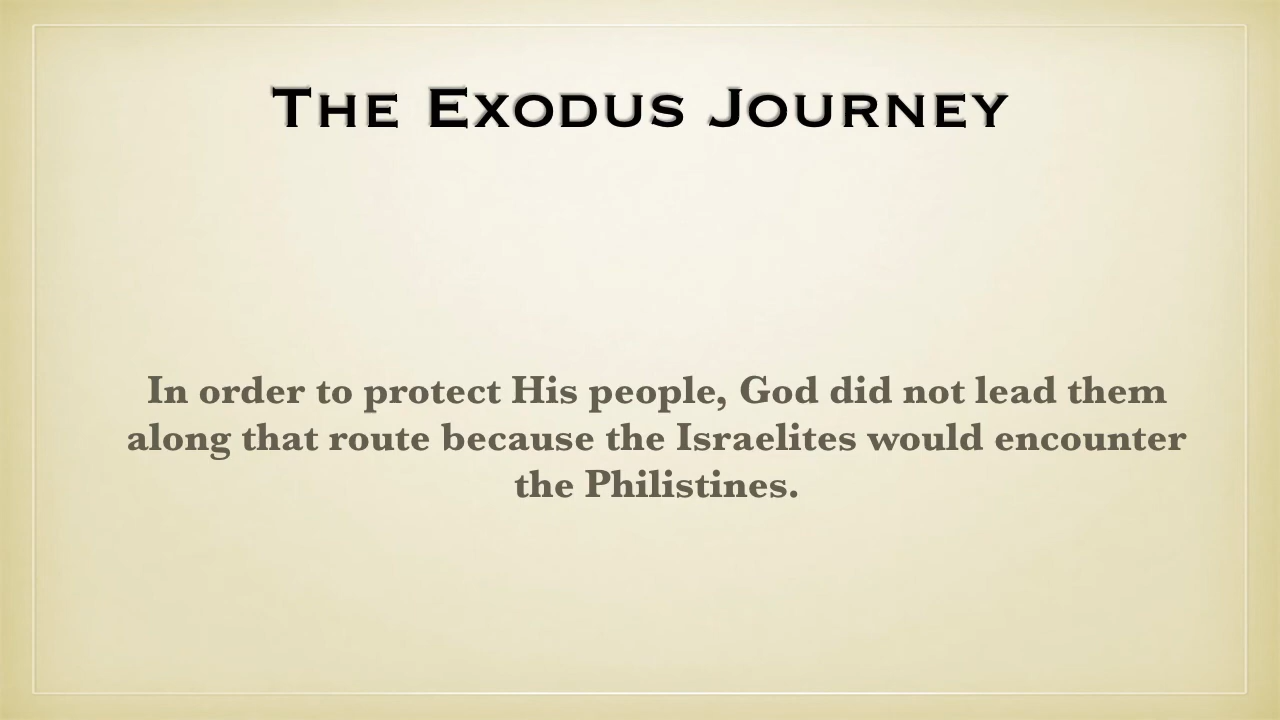 The Exodus Journey
In order to protect His people, God did not lead them
along that route because the Israelites would encounter
the Philistines.